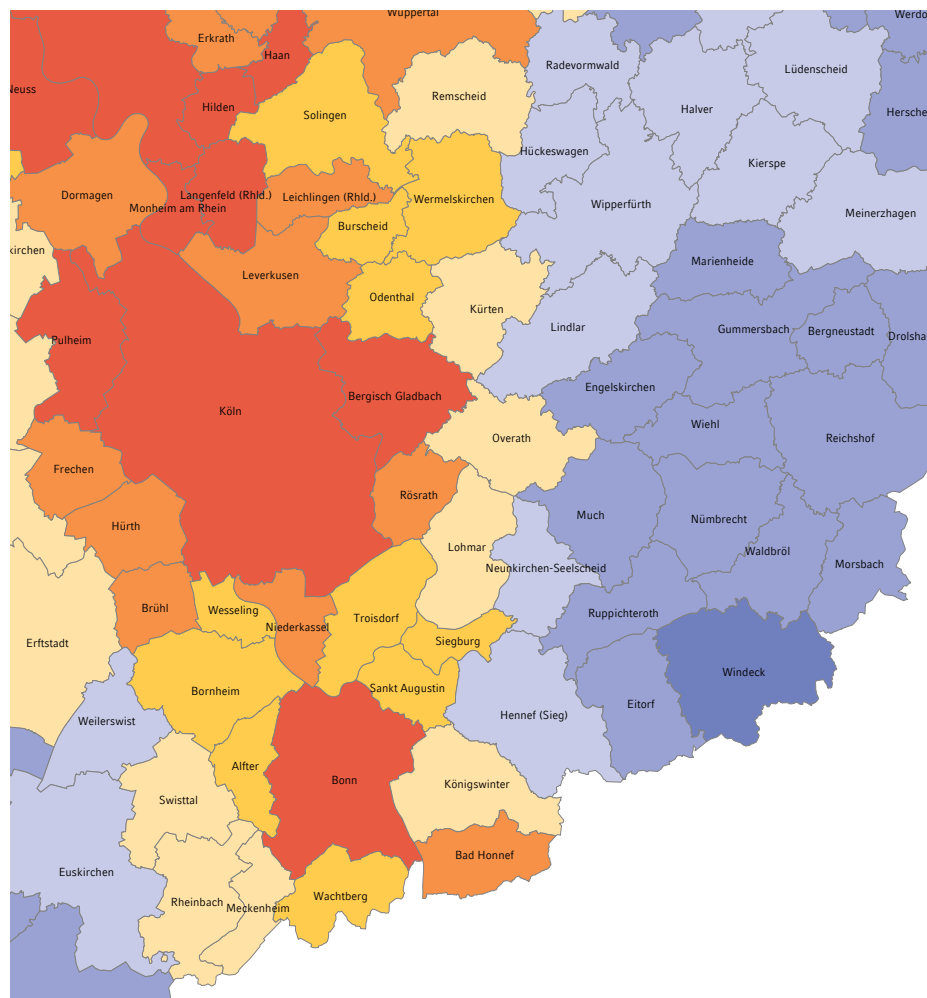 Wuppertal
Werdo
Erkrath
Haan
Radevormwald
Lüdenscheid
Neuss
Remscheid
Hilden
Solingen
Halver
Hersche
Hückeswagen
Kierspe
Dormagen
Langenfeld (Rhld.)
Leichlingen (Rhld.)
Wermelskirchen
Monheim am Rhein
Wipperfürth
Meinerzhagen
Burscheid
kirchen
Marienheide
Leverkusen
Odenthal
Kürten
Lindlar
Gummersbach
Bergneustadt
Drolsha
Pulheim
Engelskirchen
Bergisch Gladbach
Köln
Wiehl
Overath
Reichshof
Frechen
Rösrath
Much
Nümbrecht
Hürth
Lohmar
Waldbröl
Neunkirchen-Seelscheid
Morsbach
Brühl
Wesseling
Ruppichteroth
Troisdorf
Niederkassel
Erftstadt
Siegburg
Windeck
Bornheim
Sankt Augustin
Eitorf
Weilerswist
Hennef (Sieg)
Alfter
Bonn
Königswinter
Swisttal
Bad Honnef
Euskirchen
Wachtberg
Rheinbach
Meckenheim